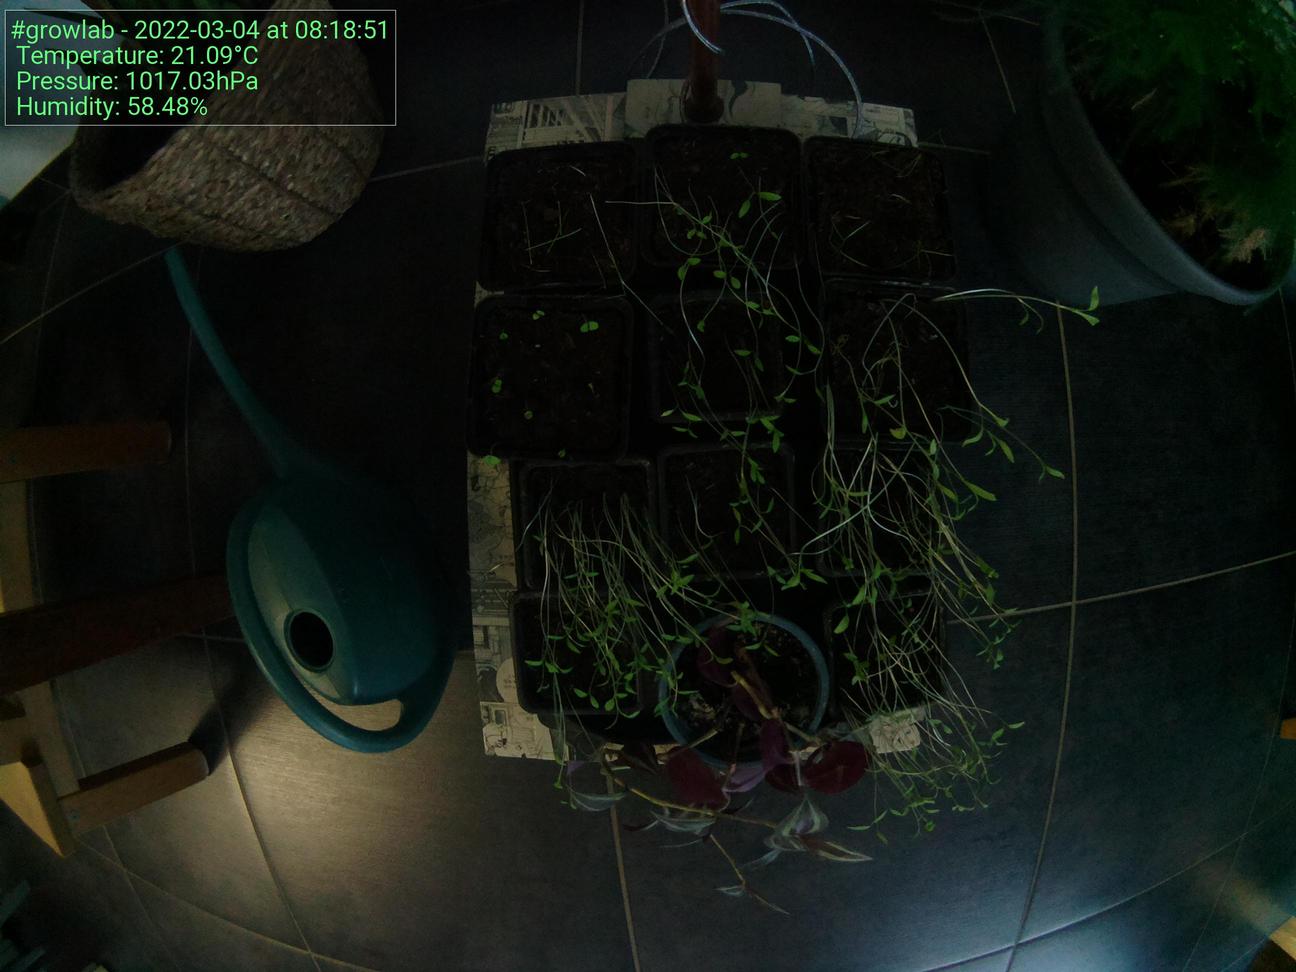 #growlab - 2022-03-04 at 08:18:51
Temperature: 21.09°C
Pressure: 1017.03hPa
Humidity: 58.48%